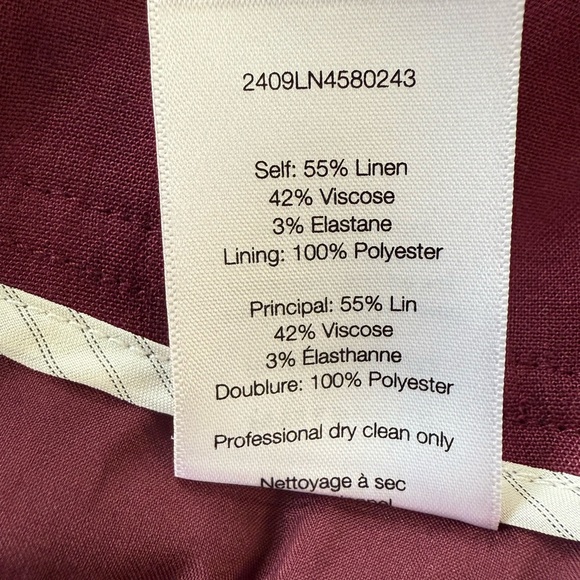 2409LN4580243
Self: 55% Linen
42% Viscose
3% Elastane
Lining: 100% Polyester
Principal: 55% Lin
42% Viscose
3% Élasthanne
Doublure: 100% Polyester
Professional dry clean only
Nettoyage à sec